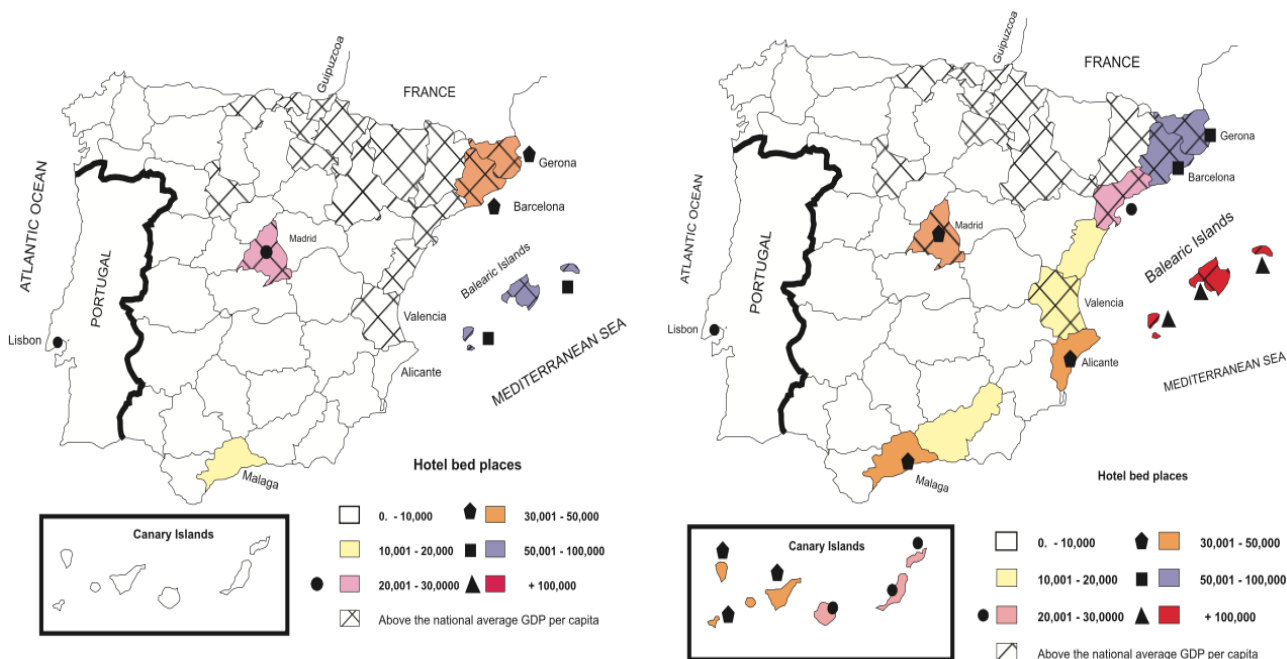 Guipuzcoa
FRANCE
Gerona
Barcelona
ATLANTIC OCEAN
PORTUGAL
Madrid
Balearic Islands
Valencia
Lisbon
MEDITERRANEAN SEA
Alicante
Malaga
Hotel bed places
0. - 10,000
30,001 - 50,000
10,001 - 20,000
50,001 - 100,000
20,001 - 30,0000
+ 100,000
Above the national average GDP per capita
Canary Islands
Guipuzcoa
FRANCE
Gerona
Barcelona
ATLANTIC OCEAN
PORTUGAL
Madrid
Balearic Islands
Valencia
Lisbon
Alicante
MEDITERRANEAN SEA
Malaga
Hotel bed places
0. - 10,000
30,001 - 50,000
10,001 - 20,000
50,001 - 100,000
20,001 - 30,0000
+ 100,000
Above the national average GDP per capita
Canary Islands